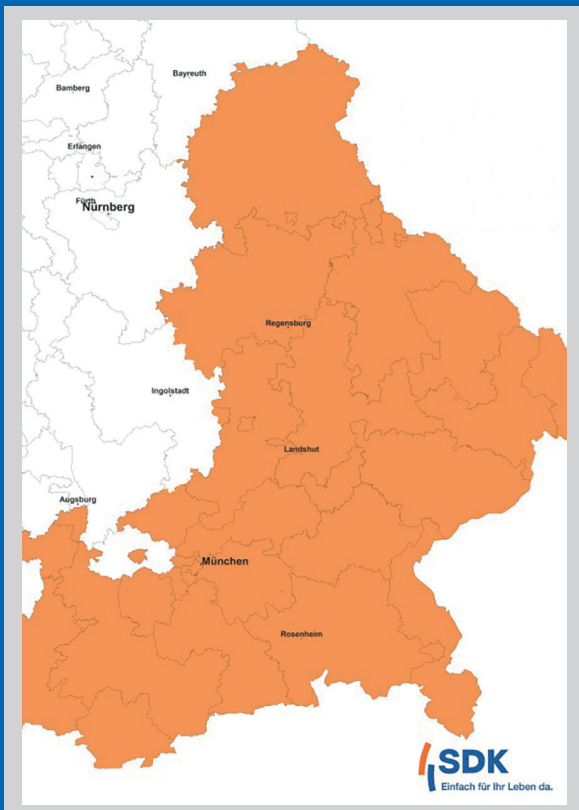 Bayreuth
Bamberg
Erlangen
Fürth
Nürnberg
Regensburg
Ingolstadt
Landshut
Augsburg
München
Rosenheim
SDK
Einfach für Ihr Leben da.